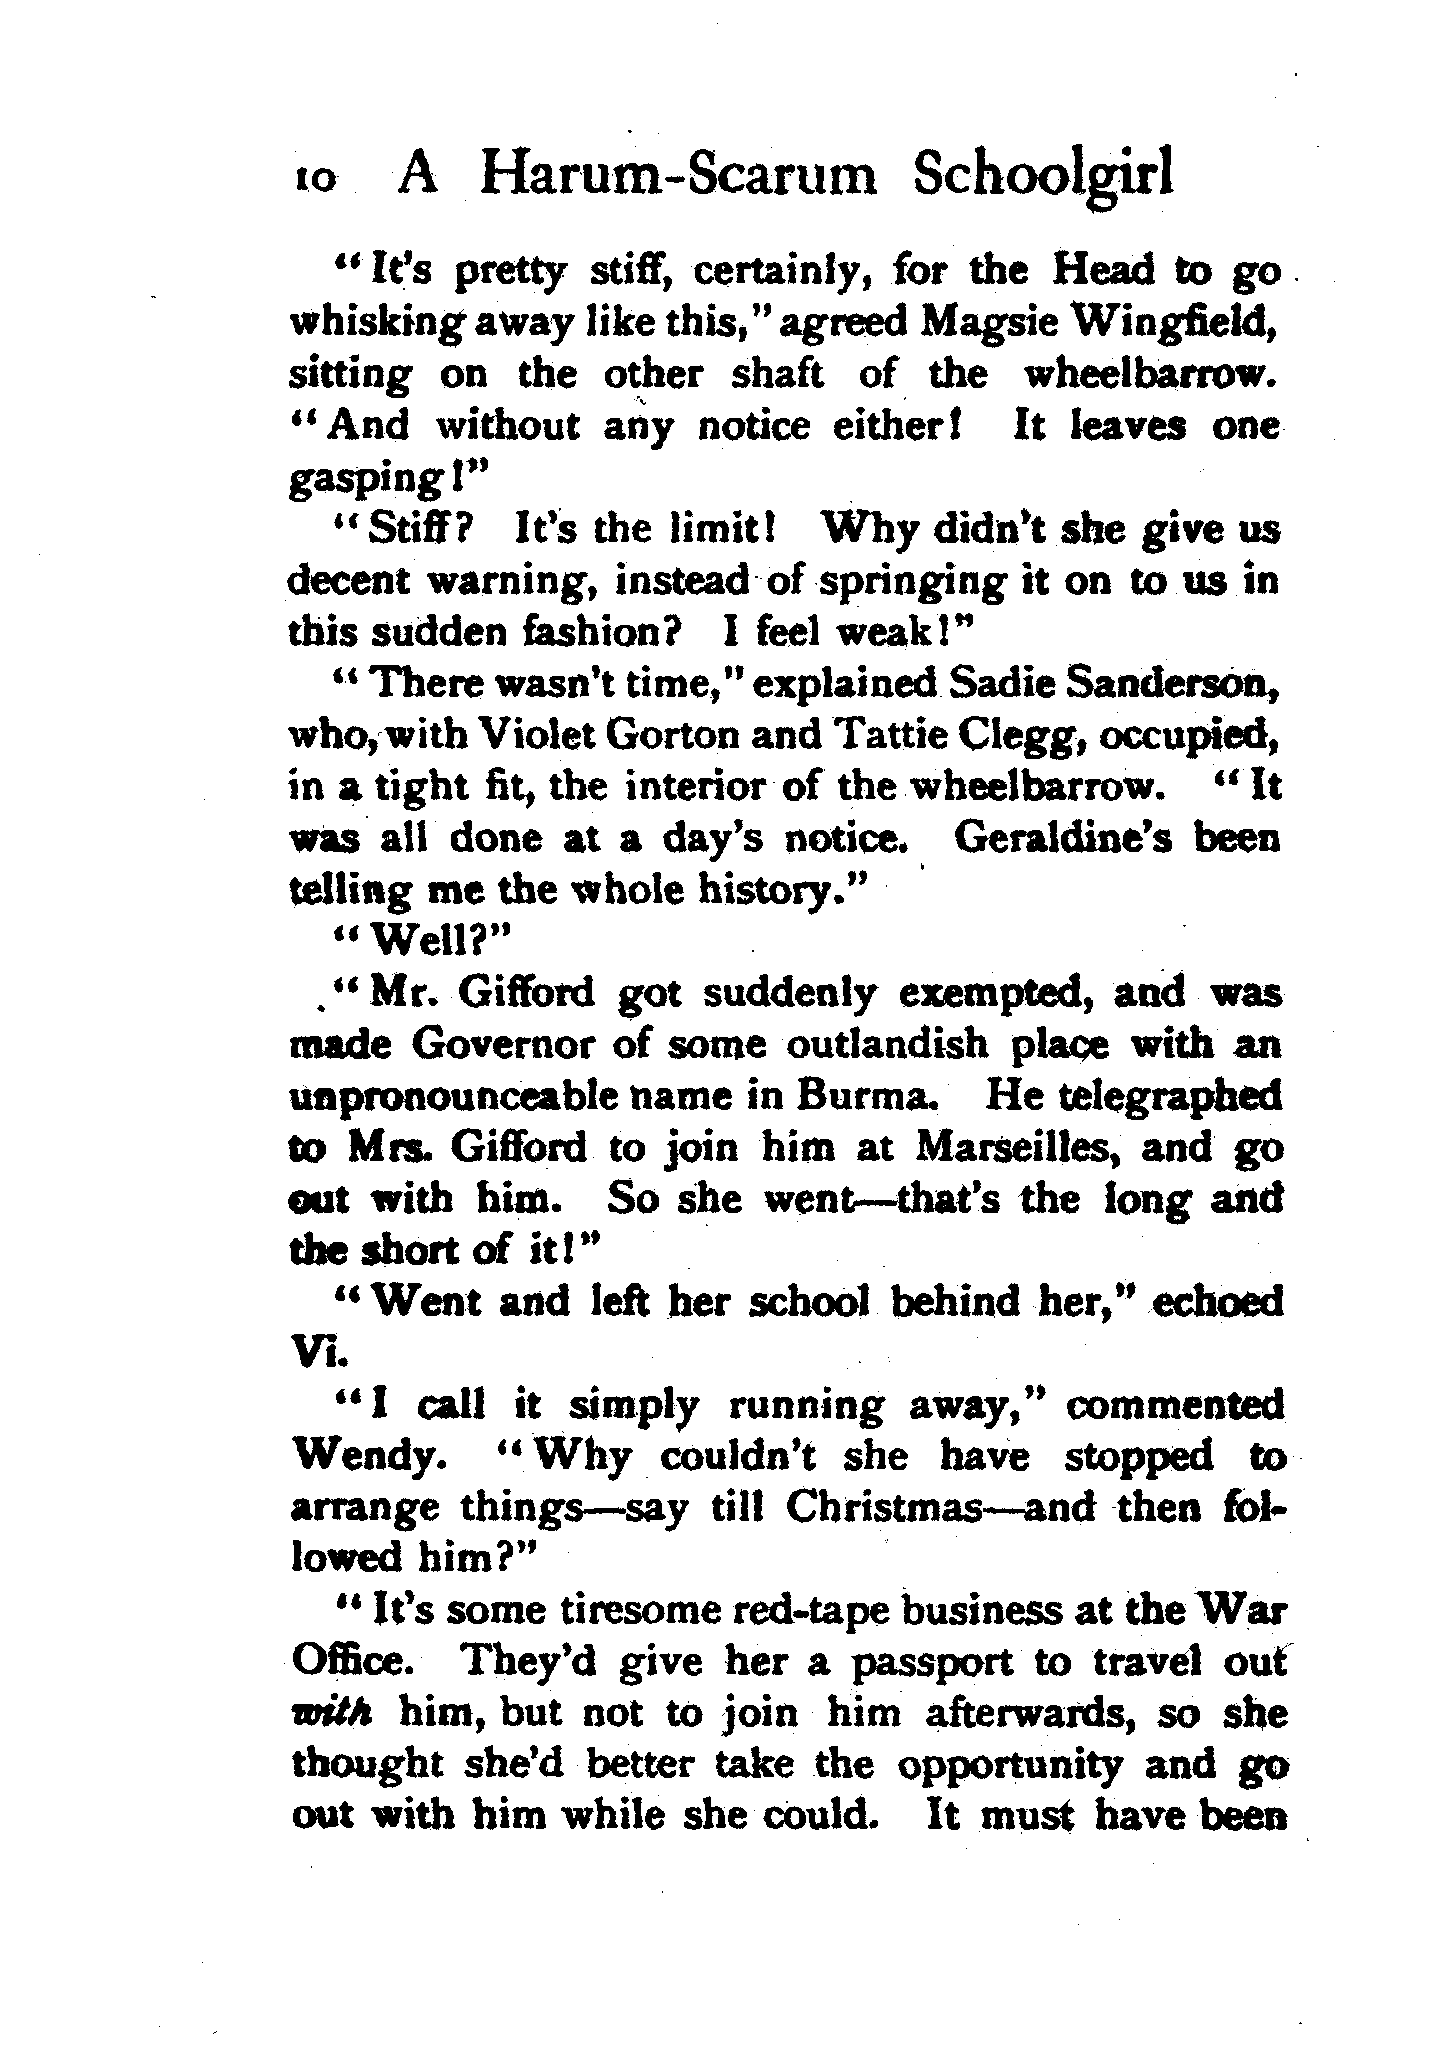 10 A Harum-Scarum Schoolgirl
“It's pretty stiff, certainly, for the Head to go
whisking away like this,” agreed Magsie Wingfield,
sitting on the other shaft of the wheelbarrow.
“And without any notice either! It leaves one
gasping!”
“Stiff? It's the limit! Why didn't she give us
decent warning, instead of springing it on to us in
this sudden fashion? I feel weak!”
“There wasn't time,” explained Sadie Sanderson,
who, with Violet Gorton and Tattie Clegg, occupied,
in a tight fit, the interior of the wheelbarrow. “It
was all done at a day's notice. Geraldine's been
telling me the whole history.”
“Well?”
“Mr. Gifford got suddenly exempted, and was
made Governor of some outlandish place with an
unpronounceable name in Burma. He telegraphed
to Mrs. Gifford to join him at Marseilles, and go
out with him. So she went—that's the long and
the short of it!”
“Went and left her school behind her,” echoed
Vi.
“I call it simply running away,” commented
Wendy. “Why couldn't she have stopped to
arrange things—say till Christmas—and then fol-
lowed him?”
“It's some tiresome red-tape business at the War
Office. They'd give her a passport to travel out
with him, but not to join him afterwards, so she
thought she'd better take the opportunity and go
out with him while she could. It must have been